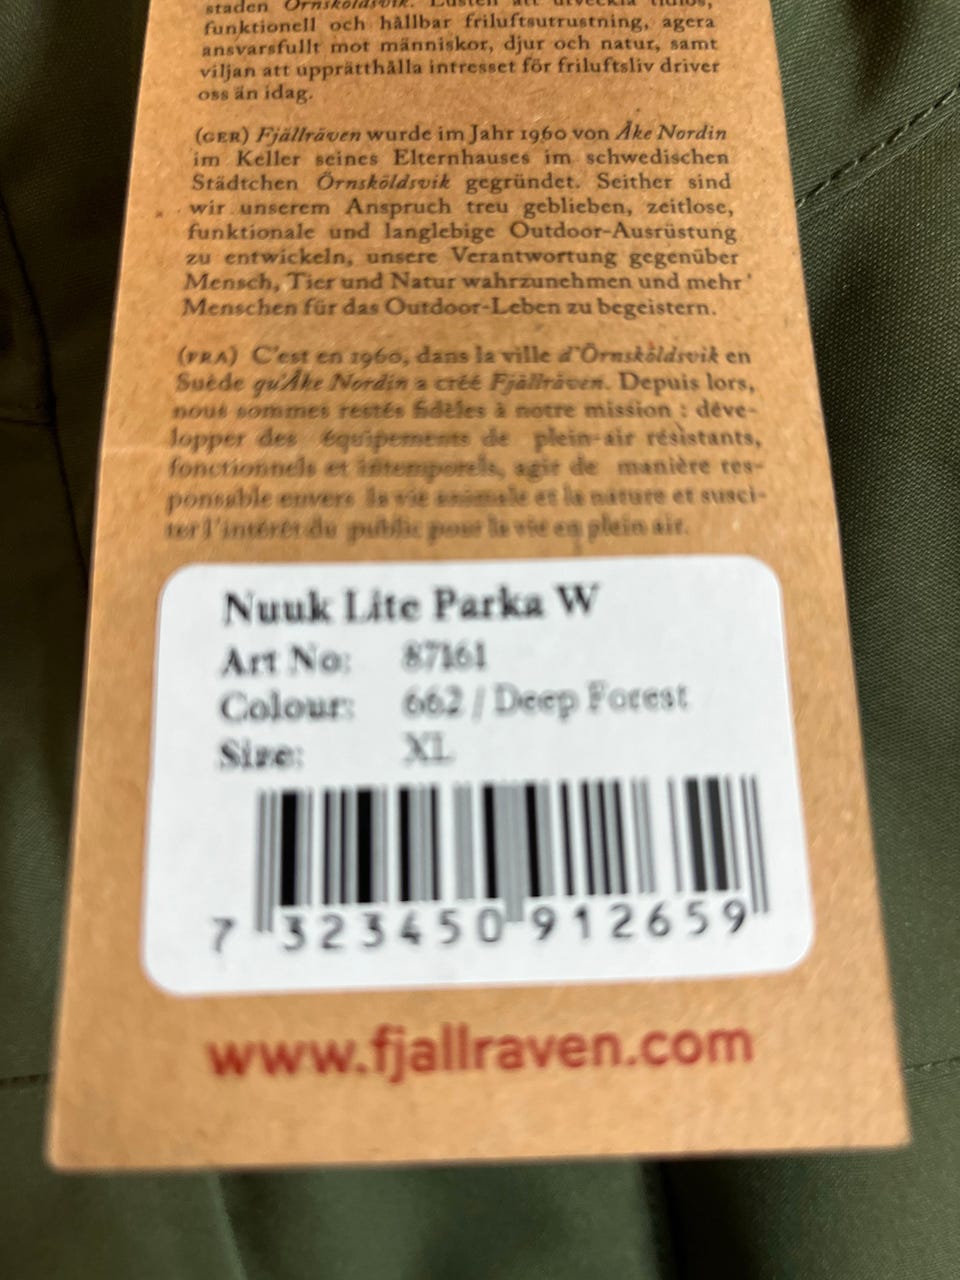 staden Örnsköldsvik. Lusten att utveckla tidlös,
funktionell och hållbar friluftsutrustning, agera
ansvarsfullt mot människor, djur och natur, samt
viljan att upprätthålla intresset för friluftsliv driver
oss än idag.
(GER) Fjällräven wurde im Jahr 1960 von Åke Nordin
im Keller seines Elternhauses im schwedischen
Städtchen Örnsköldsvik gegründet. Seither sind
wir unserem Anspruch treu geblieben, zeitlose,
funktionale und langlebige Outdoor-Ausrüstung
zu entwickeln, unsere Verantwortung gegenüber
Mensch, Tier und Natur wahrzunehmen und mehr
Menschen für das Outdoor-Leben zu begeistern.
(FRA) C'est en 1960, dans la ville d'Örnsköldsvik en
Suède qu'Åke Nordin a créé Fjällräven. Depuis lors,
nous sommes restés fidèles à notre mission : déve-
lopper des équipements de plein-air résistants,
fonctionnels et intemporels, agir de manière res-
ponsable envers la vie animale et la nature et susci-
ter l'intérêt du public pour la vie en plein air.
Nuuk Lite Parka W
Art No: 87161
Colour: 662 / Deep Forest
Size: XL
7 323450 912659
www.fjallraven.com